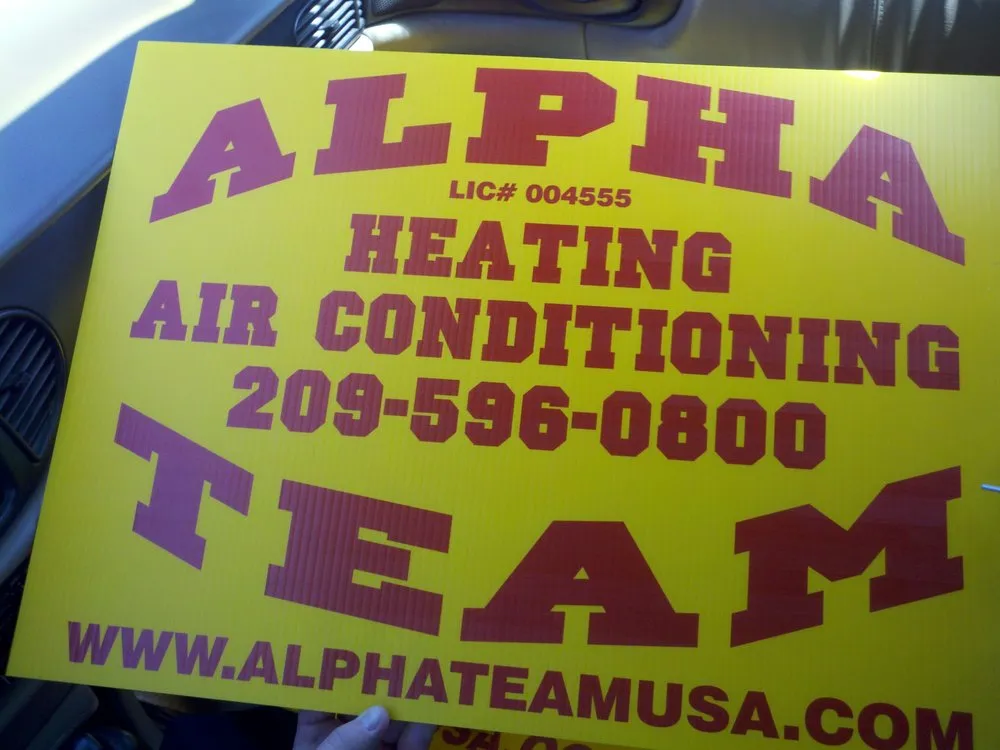 ALPHA
LIC# 004555
HEATING
AIR CONDITIONING
209-596-0800
TEAM
WWW.ALPHATEAMUSA.COM